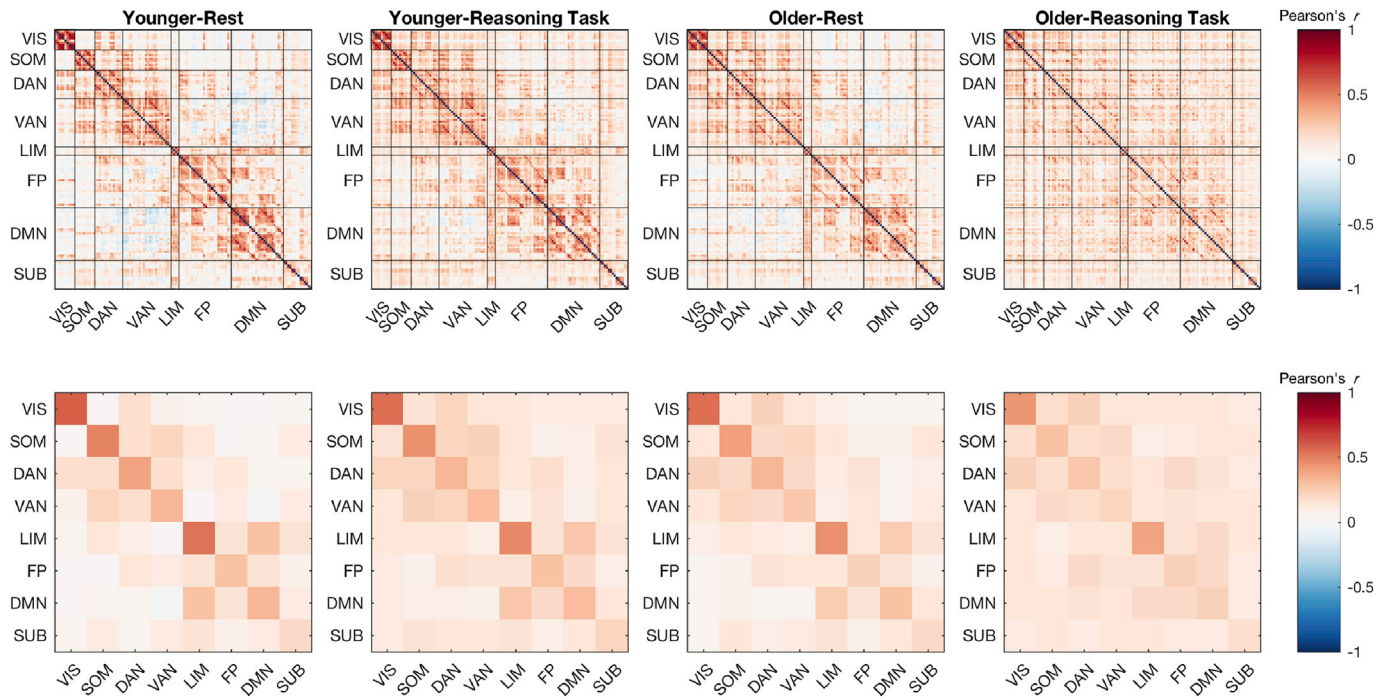 Younger-Rest
Younger-Reasoning Task
Older-Rest
Older-Reasoning Task
Pearson's r
VIS
SOM
DAN
VAN
LIM
FP
DMN
SUB
VIS
SOM
DAN
VAN
LIM
FP
DMN
SUB
VIS
SOM
DAN
VAN
LIM
FP
DMN
SUB
VIS
SOM
DAN
VAN
LIM
FP
DMN
SUB
1
0.5
0
-0.5
-1
VIS SOM DAN VAN LIM FP DMN SUB
VIS SOM DAN VAN LIM FP DMN SUB
VIS SOM DAN VAN LIM FP DMN SUB
VIS SOM DAN VAN LIM FP DMN SUB
Pearson's r
VIS
SOM
DAN
VAN
LIM
FP
DMN
SUB
VIS
SOM
DAN
VAN
LIM
FP
DMN
SUB
VIS
SOM
DAN
VAN
LIM
FP
DMN
SUB
VIS
SOM
DAN
VAN
LIM
FP
DMN
SUB
1
0.5
0
-0.5
-1
VIS SOM DAN VAN LIM FP DMN SUB
VIS SOM DAN VAN LIM FP DMN SUB
VIS SOM DAN VAN LIM FP DMN SUB
VIS SOM DAN VAN LIM FP DMN SUB